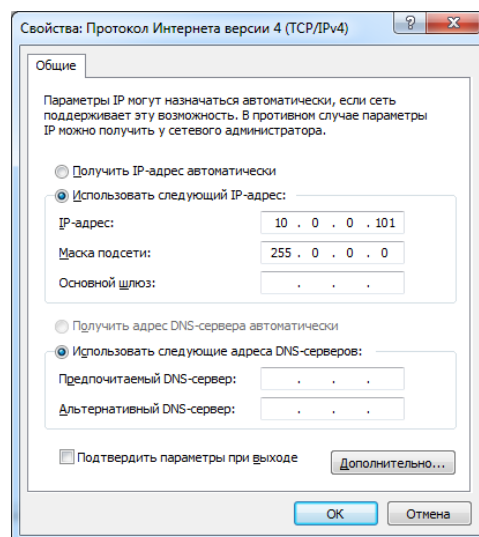 Свойства: Протокол Интернета версии 4 (TCP/IPv4)
Общие
Параметры IP могут назначаться автоматически, если сеть
поддерживает эту возможность. В противном случае параметры
IP можно получить у сетевого администратора.
Получить IP-адрес автоматически
Использовать следующий IP-адрес:
IP-адрес: 10 . 0 . 0 . 101
Маска подсети: 255 . 0 . 0 . 0
Основной шлюз: . . .
Получить адрес DNS-сервера автоматически
Использовать следующие адреса DNS-серверов:
Предпочитаемый DNS-сервер: . . .
Альтернативный DNS-сервер: . . .
Подтвердить параметры при выходе
Дополнительно...
ОК Отмена